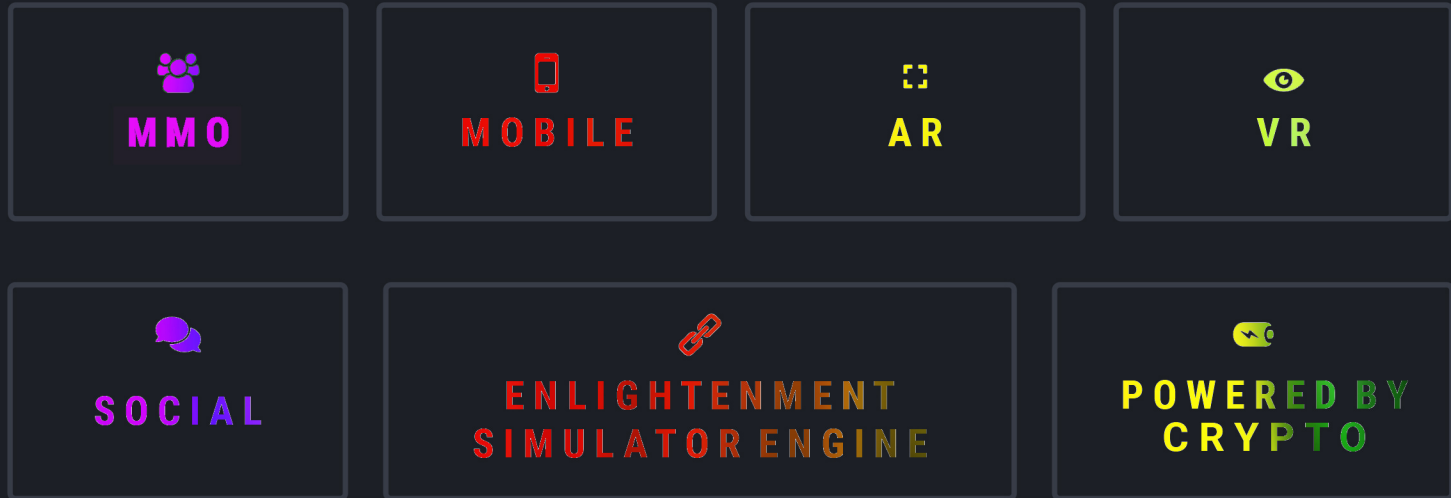 MMO
MOBILE
AR
VR
SOCIAL
ENLIGHTENMENT
SIMULATOR ENGINE
POWERED BY
CRYPTO